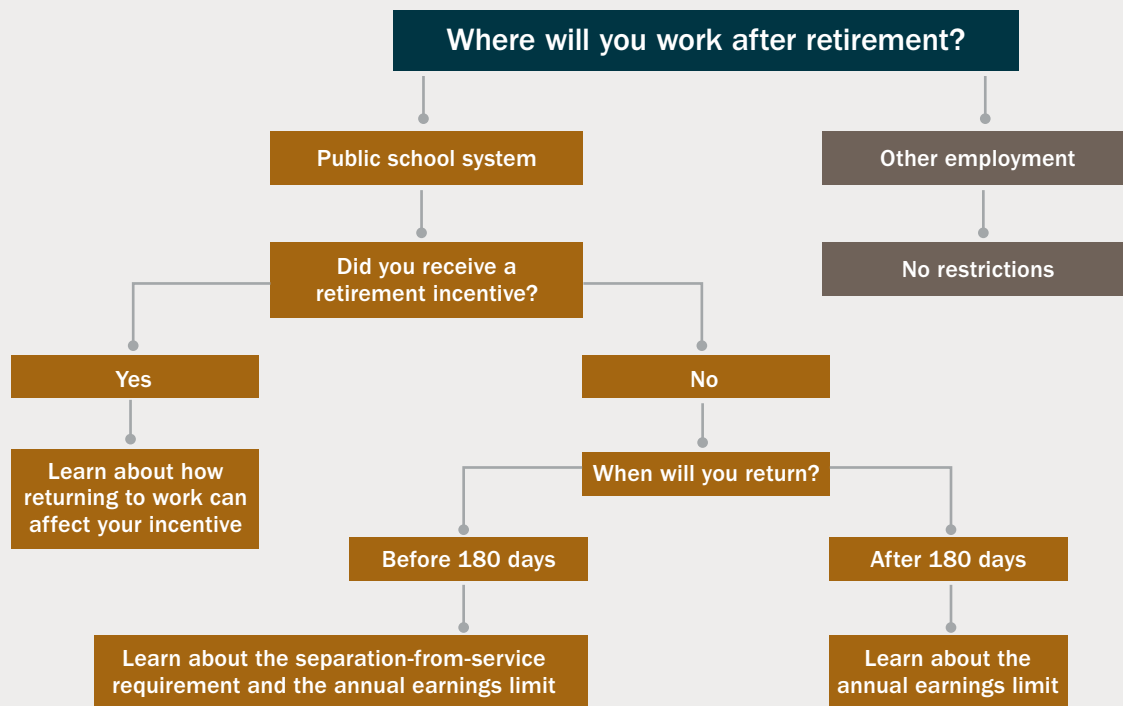 Where will you work after retirement?
Public school system
Other employment
Did you receive a
retirement incentive?
No restrictions
Yes
No
Learn about how
returning to work can
affect your incentive
When will you return?
Before 180 days
After 180 days
Learn about the separation-from-service
requirement and the annual earnings limit
Learn about the
annual earnings limit